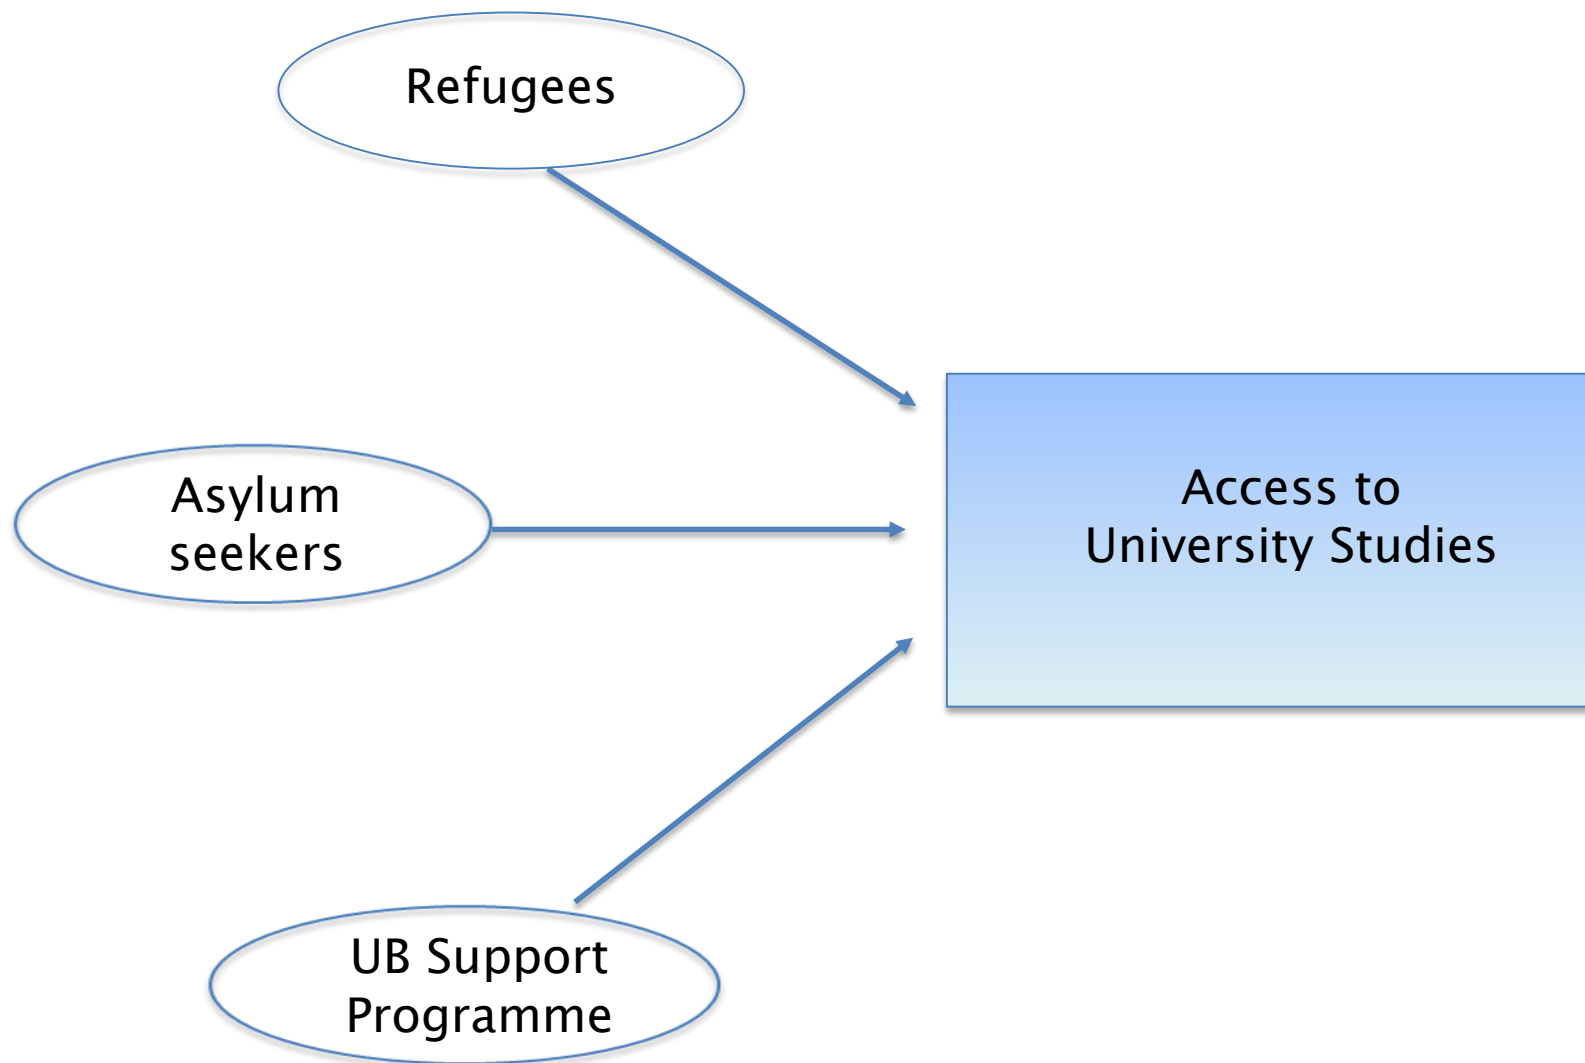 Refugees
Asylum
seekers
Access to
University Studies
UB Support
Programme